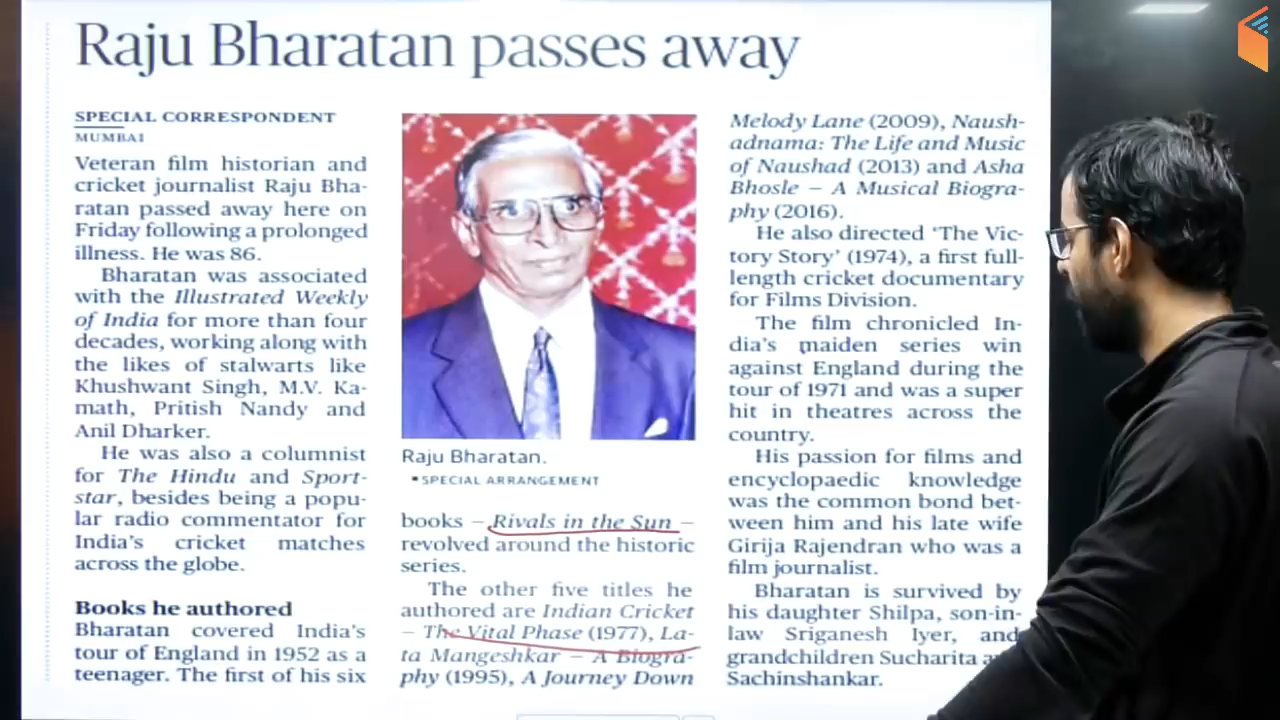 Raju Bharatan passes away
SPECIAL CORRESPONDENT
MUMBAI
Veteran film historian and
cricket journalist Raju Bha-
ratan passed away here on
Friday following a prolonged
illness. He was 86.
Bharatan was associated
with the Illustrated Weekly
of India for more than four
decades, working along with
the likes of stalwarts like
Khushwant Singh, M.V. Ka-
math, Pritish Nandy and
Anil Dharker.
He was also a columnist
for The Hindu and Sport-
star, besides being a popu-
lar radio commentator for
India's cricket matches
across the globe.
Books he authored
Bharatan covered India's
tour of England in 1952 as a
teenager. The first of his six
Raju Bharatan.
▪SPECIAL ARRANGEMENT
books – Rivals in the Sun –
revolved around the historic
series.
The other five titles he
authored are Indian Cricket
– The Vital Phase (1977), La-
ta Mangeshkar – A Biogra-
phy (1995), A Journey Down
Melody Lane (2009), Naush-
adnama: The Life and Music
of Naushad (2013) and Asha
Bhosle – A Musical Biogra-
phy (2016).
He also directed 'The Vic-
tory Story' (1974), a first full-
length cricket documentary
for Films Division.
The film chronicled In-
dia's maiden series win
against England during the
tour of 1971 and was a super
hit in theatres across the
country.
His passion for films and
encyclopaedic knowledge
was the common bond bet-
ween him and his late wife
Girija Rajendran who was a
film journalist.
Bharatan is survived by
his daughter Shilpa, son-in-
law Sriganesh Iyer, and
grandchildren Sucharita
Sachinshankar.